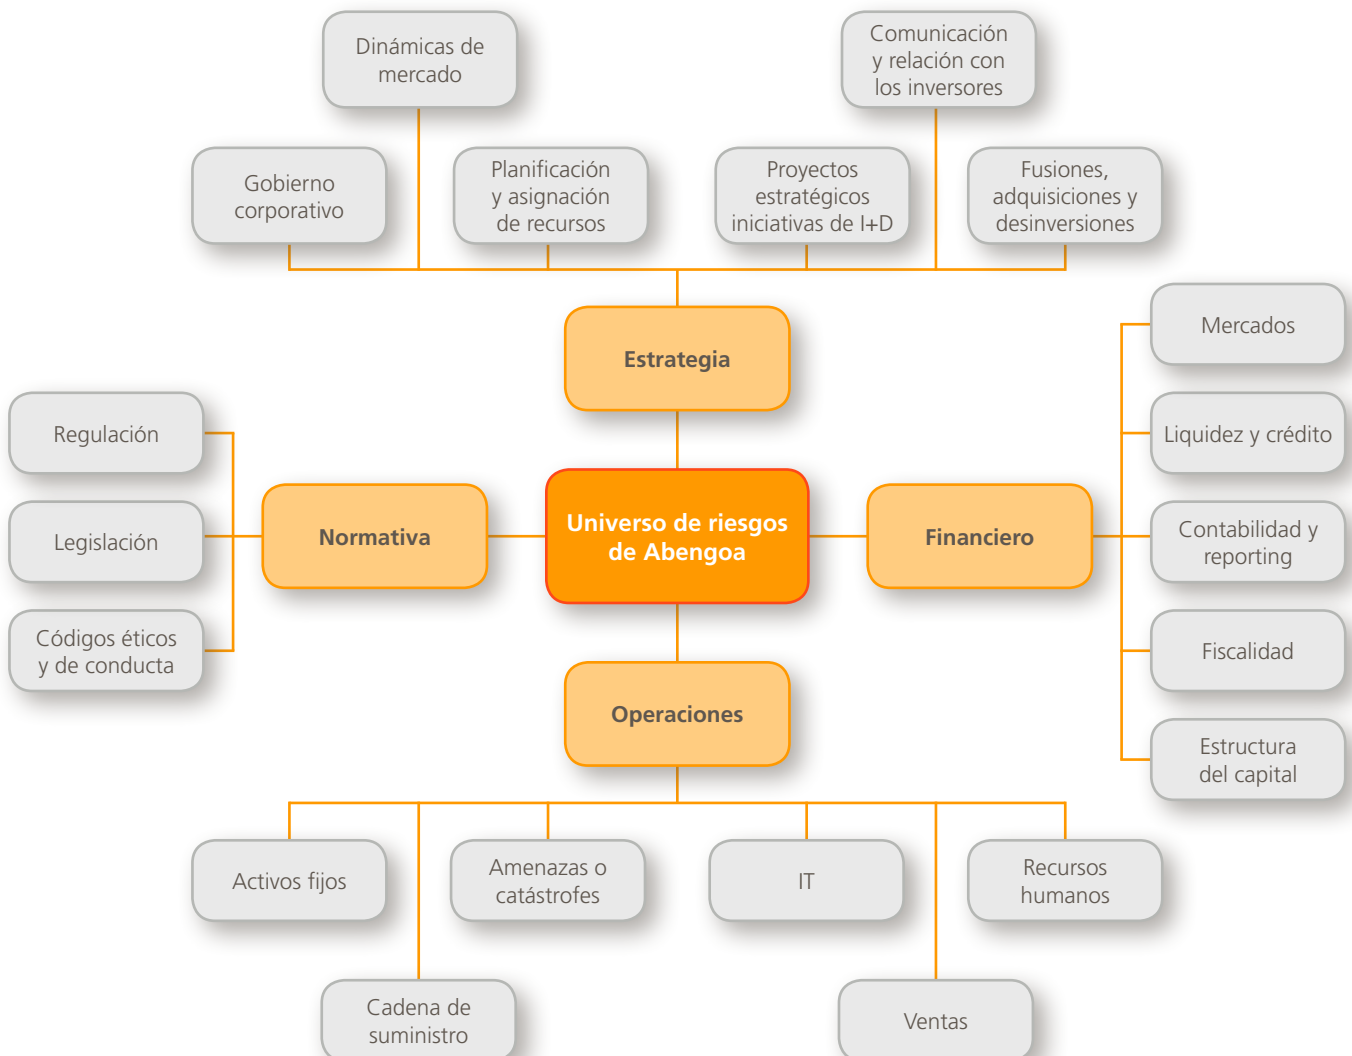 Dinámicas de
mercado
Comunicación
y relación con
los inversores
Gobierno
corporativo
Planificación
y asignación
de recursos
Proyectos
estratégicos
iniciativas de I+D
Fusiones,
adquisiciones y
desinversiones
Estrategia
Mercados
Regulación
Liquidez y crédito
Legislación
Normativa
Universo de riesgos
de Abengoa
Financiero
Contabilidad y
reporting
Códigos éticos
y de conducta
Fiscalidad
Operaciones
Estructura
del capital
Activos fijos
Amenazas o
catástrofes
IT
Recursos
humanos
Cadena de
suministro
Ventas